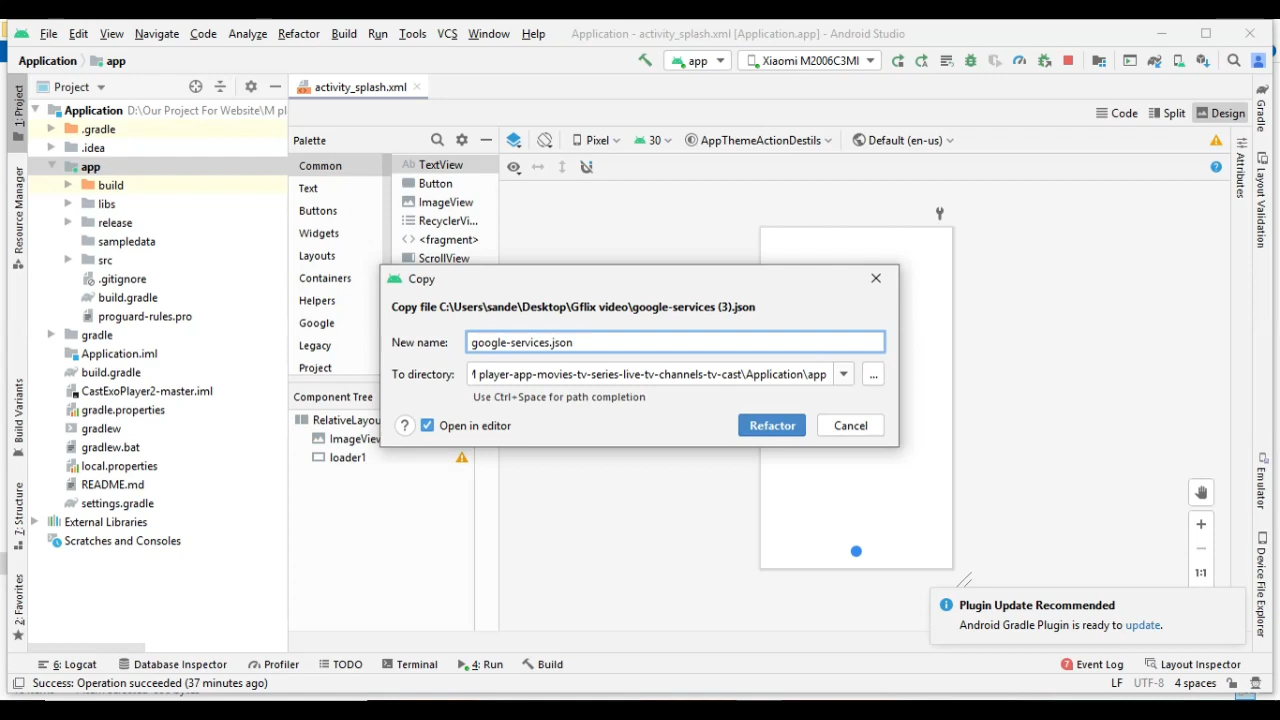 File Edit View Navigate Code Analyze Refactor Build Run Tools VCS Window Help Application - activity_splash.xml [Application.app] - Android Studio
Application app
app Xiaomi M2006C3MI
Project
activity_splash.xml
Application D:\Our Project For Website\M pl
.gradle
.idea
app
build
libs
release
sampledata
src
.gitignore
build.gradle
proguard-rules.pro
gradle
Application.iml
build.gradle
CastExoPlayer2-master.iml
gradle.properties
gradlew
gradlew.bat
local.properties
README.md
settings.gradle
External Libraries
Scratches and Consoles
1: Project
Resource Manager
Build Variants
7: Structure
2: Favorites
Code Split Design
Palette
Pixel 30 AppThemeActionDestils Default (en-us)
Common
Text
Buttons
Widgets
Layouts
Containers
Helpers
Google
Legacy
Project
Ab TextView
Button
ImageView
RecyclerVi...
<fragment>
ScrollView
Component Tree
RelativeLayou
ImageView
loader1
Copy
Copy file C:\Users\sande\Desktop\Gflix video\google-services (3).json
New name: google-services.json
To directory: player-app-movies-tv-series-live-tv-channels-tv-cast\Application\app ...
Use Ctrl+Space for path completion
? Open in editor Refactor Cancel
1:1
Gradle
Attributes
Layout Validation
Emulator
Device File Explorer
Plugin Update Recommended
Android Gradle Plugin is ready to update.
6: Logcat Database Inspector Profiler TODO Terminal 4: Run Build 7 Event Log Layout Inspector
Success: Operation succeeded (37 minutes ago) LF UTF-8 4 spaces